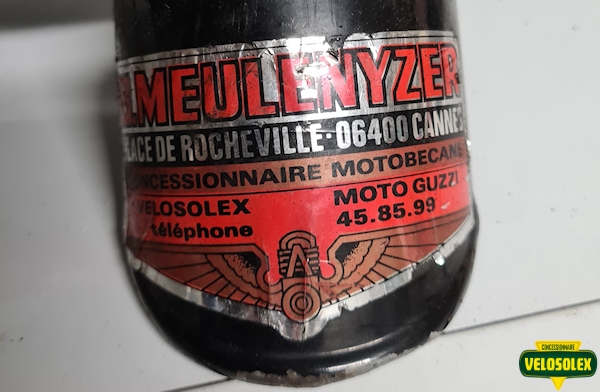 .MEULENYZER
PLACE DE ROCHEVILLE · 06400 CANNES
CONCESSIONNAIRE MOTOBECANE
VELOSOLEX MOTO GUZZI
téléphone 45.85.99
CONCESSIONNAIRE
VELOSOLEX